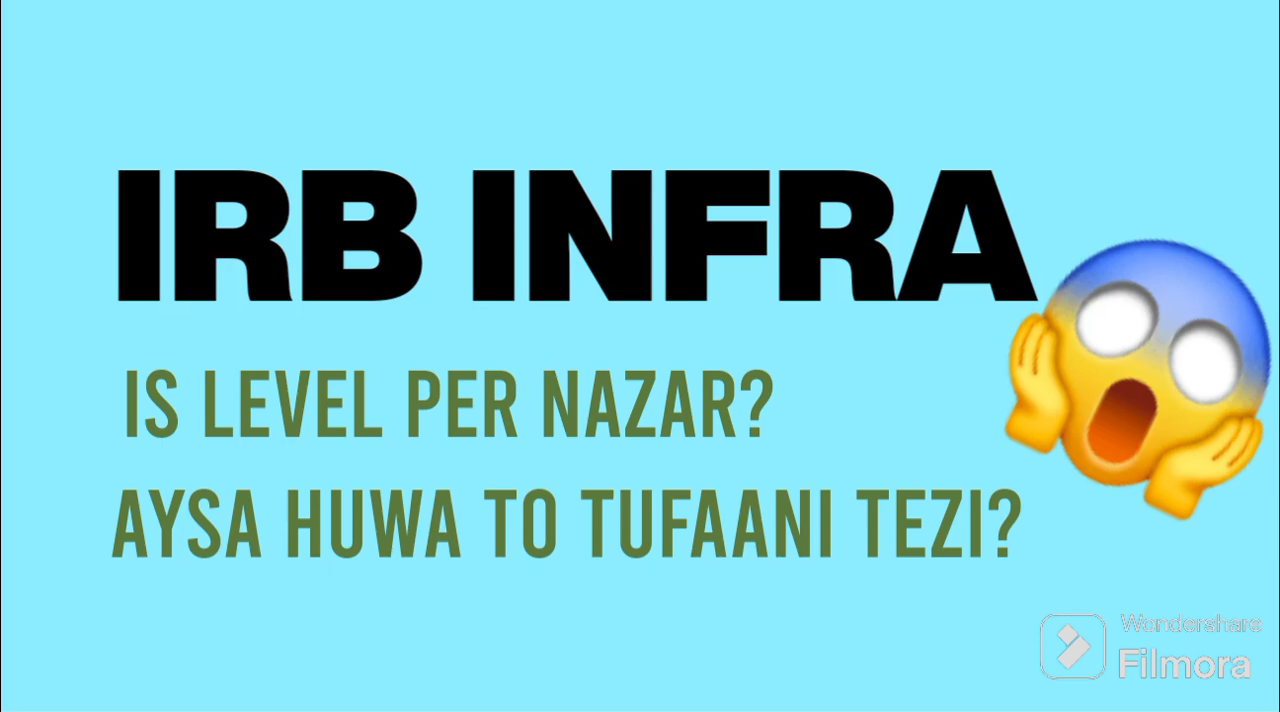 IRB INFRA
IS LEVEL PER NAZAR?
AYSA HUWA TO TUFAANI TEZI?
Wondershare
Filmora